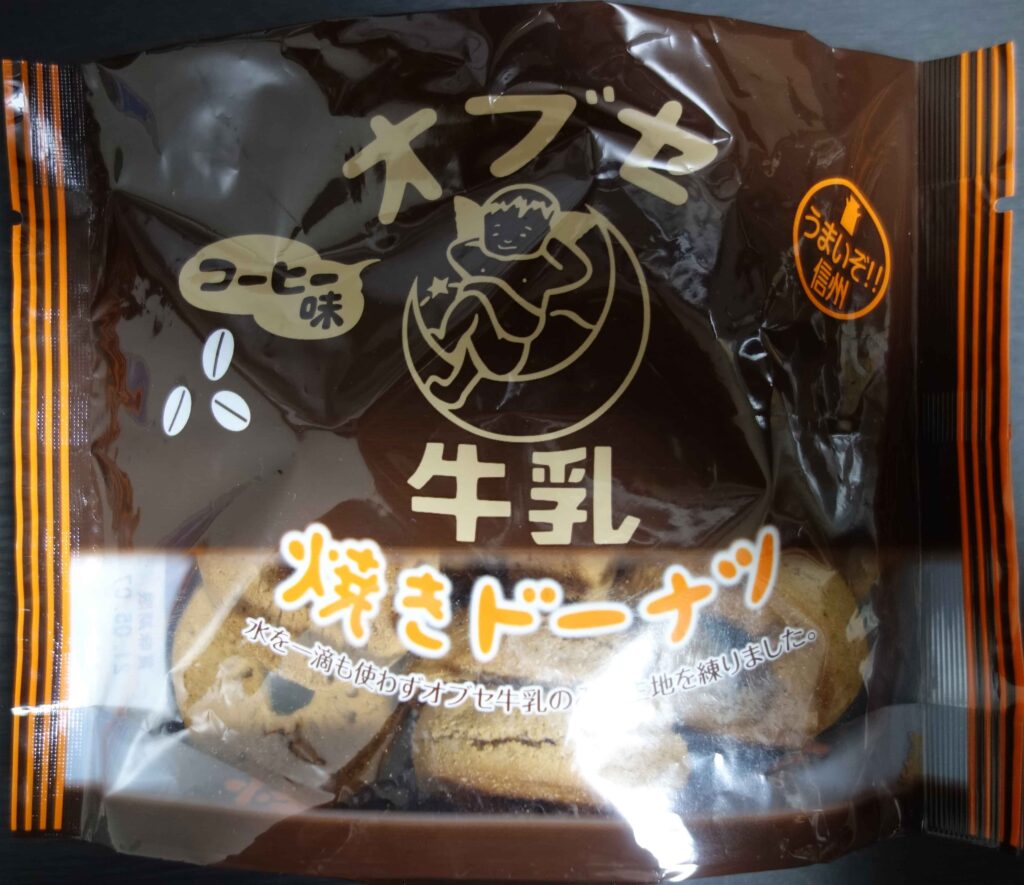 オブセ
コーヒー
味
うまいぞ!!
信州
牛乳
焼きドーナツ
水を一滴も使わずオブセ牛乳の 生地を練りました。